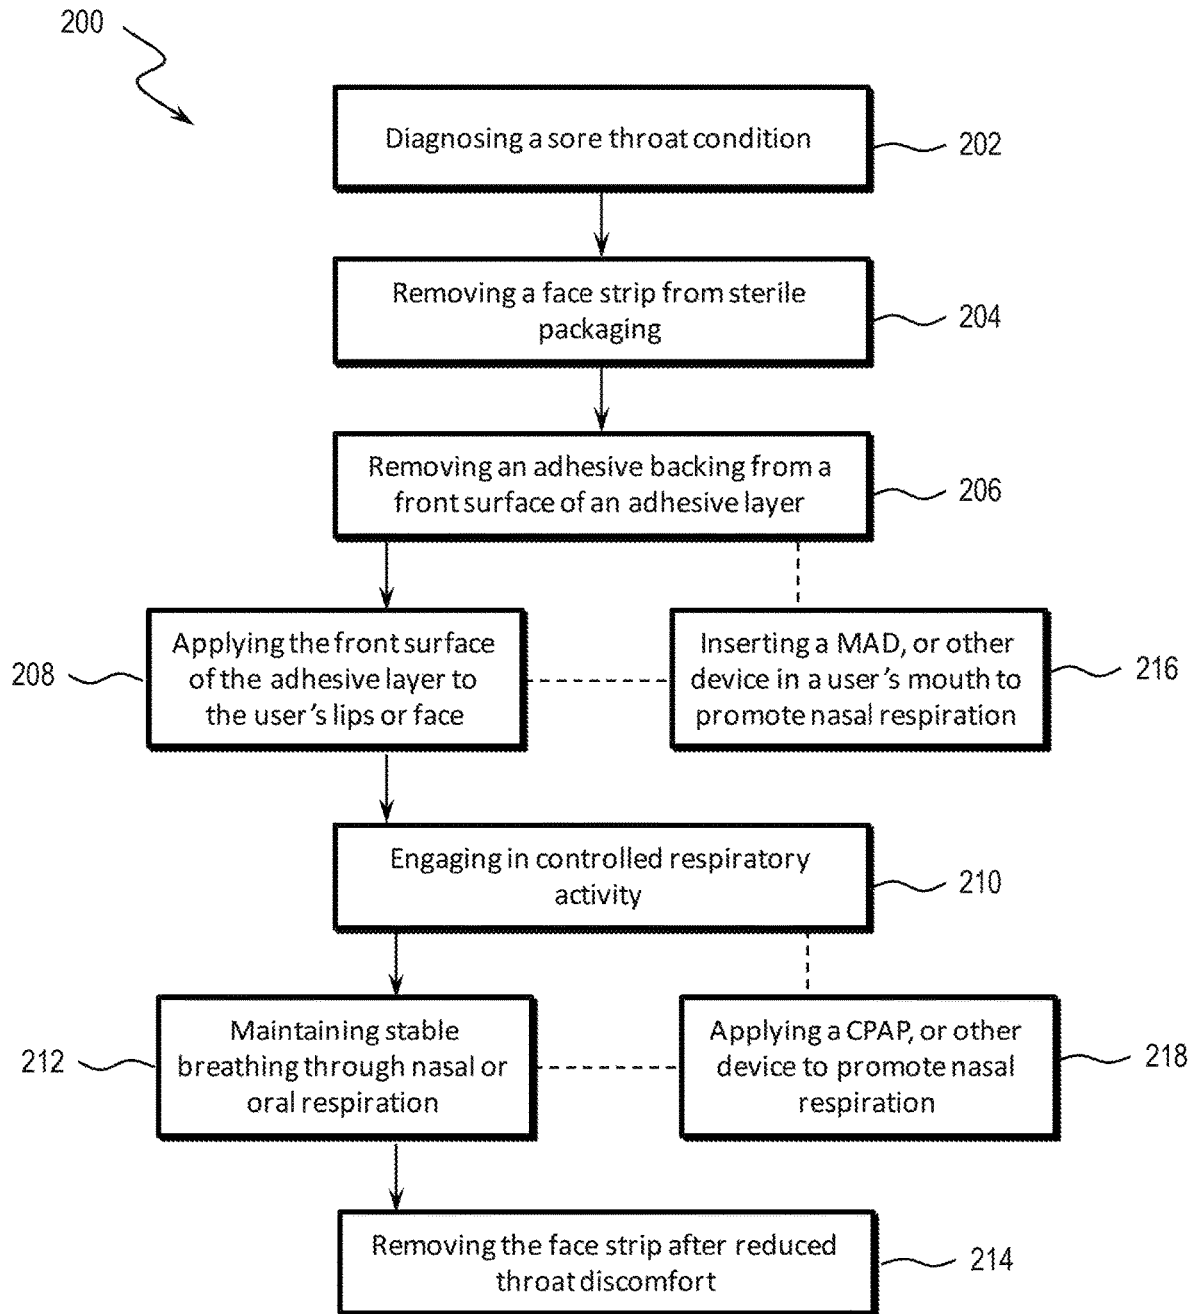 200
Diagnosing a sore throat condition
202
Removing a face strip from sterile
packaging
204
Removing an adhesive backing from a
front surface of an adhesive layer
206
208
Applying the front surface
of the adhesive layer to
the user's lips or face
Inserting a MAD, or other
device in a user's mouth to
promote nasal respiration
216
Engaging in controlled respiratory
activity
210
212
Maintaining stable
breathing through nasal or
oral respiration
Applying a CPAP, or other
device to promote nasal
respiration
218
Removing the face strip after reduced
throat discomfort
214